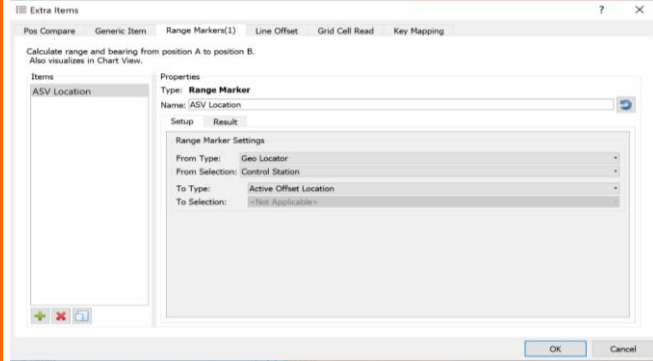 Extra Items
? ×
Pos Compare Generic Item Range Markers(1) Line Offset Grid Cell Read Key Mapping
Calculate range and bearing from position A to position B.
Also visualizes in Chart View.
Items
ASV Location
Properties
Type: Range Marker
Name: ASV Location
Setup Result
Range Marker Settings
From Type: Geo Locator
From Selection: Control Station
To Type: Active Offset Location
To Selection: <Not Applicable>
OK Cancel